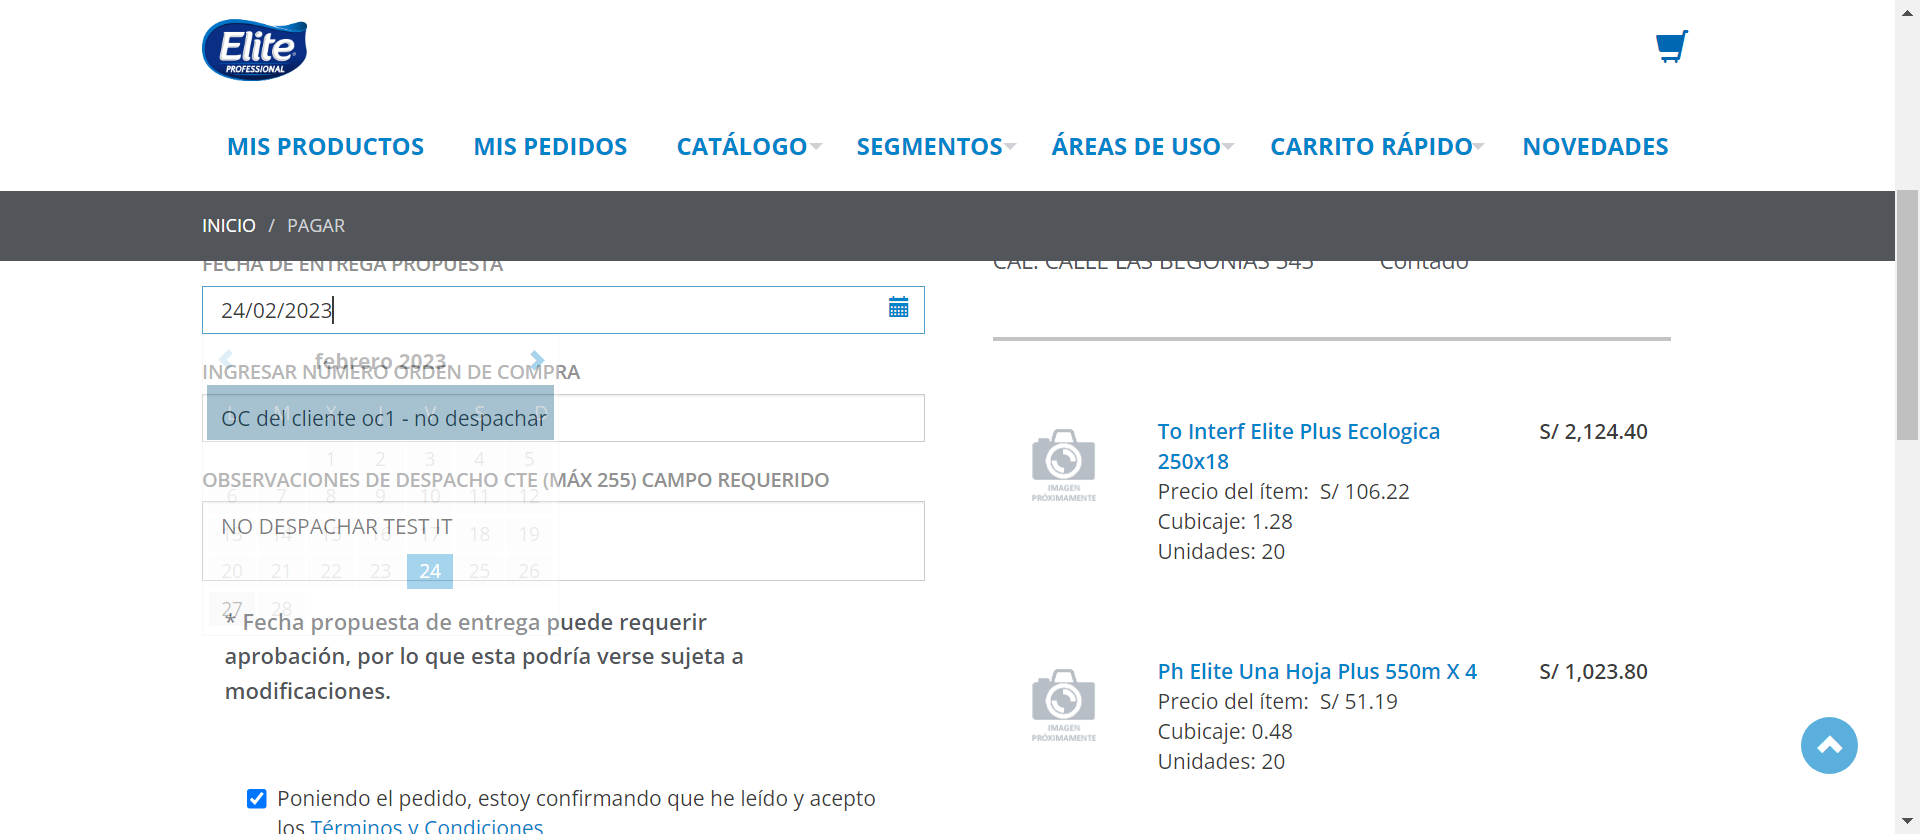 Elite
PROFESSIONAL
MIS PRODUCTOS
MIS PEDIDOS
CATÁLOGO
SEGMENTOS
ÁREAS DE USO
CARRITO RÁPIDO
NOVEDADES
INICIO / PAGAR
FECHA DE ENTREGA PROPUESTA
24/02/2023
febrero 2023
INGRESAR NÚMERO ORDEN DE COMPRA
L M X J V S D
OC del cliente oc1 - no despachar
1 2 3 4 5
OBSERVACIONES DE DESPACHO CTE (MÁX 255) CAMPO REQUERIDO
6 7 8 9 10 11 12
NO DESPACHAR TEST IT
13 14 15 16 17 18 19
20 21 22 23 24 25 26
27 28
* Fecha propuesta de entrega puede requerir
aprobación, por lo que esta podría verse sujeta a
modificaciones.
Poniendo el pedido, estoy confirmando que he leído y acepto
los Términos y Condiciones
CAL. CALLE LAS BEGONIAS 545
Contado
IMAGEN
PRÓXIMAMENTE
To Interf Elite Plus Ecologica
250x18
S/ 2,124.40
Precio del ítem: S/ 106.22
Cubicaje: 1.28
Unidades: 20
IMAGEN
PRÓXIMAMENTE
Ph Elite Una Hoja Plus 550m X 4
S/ 1,023.80
Precio del ítem: S/ 51.19
Cubicaje: 0.48
Unidades: 20